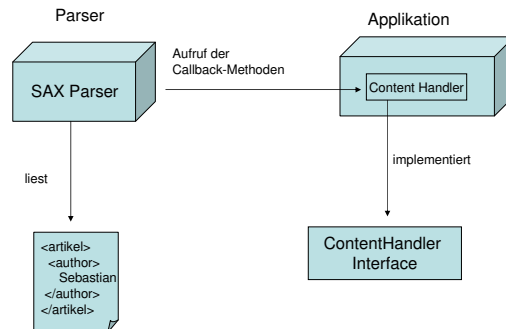 Parser
Applikation
SAX Parser
Aufruf der
Callback-Methoden
Content Handler
liest
implementiert
<artikel>
<author>
Sebastian
</author>
</artikel>
ContentHandler
Interface